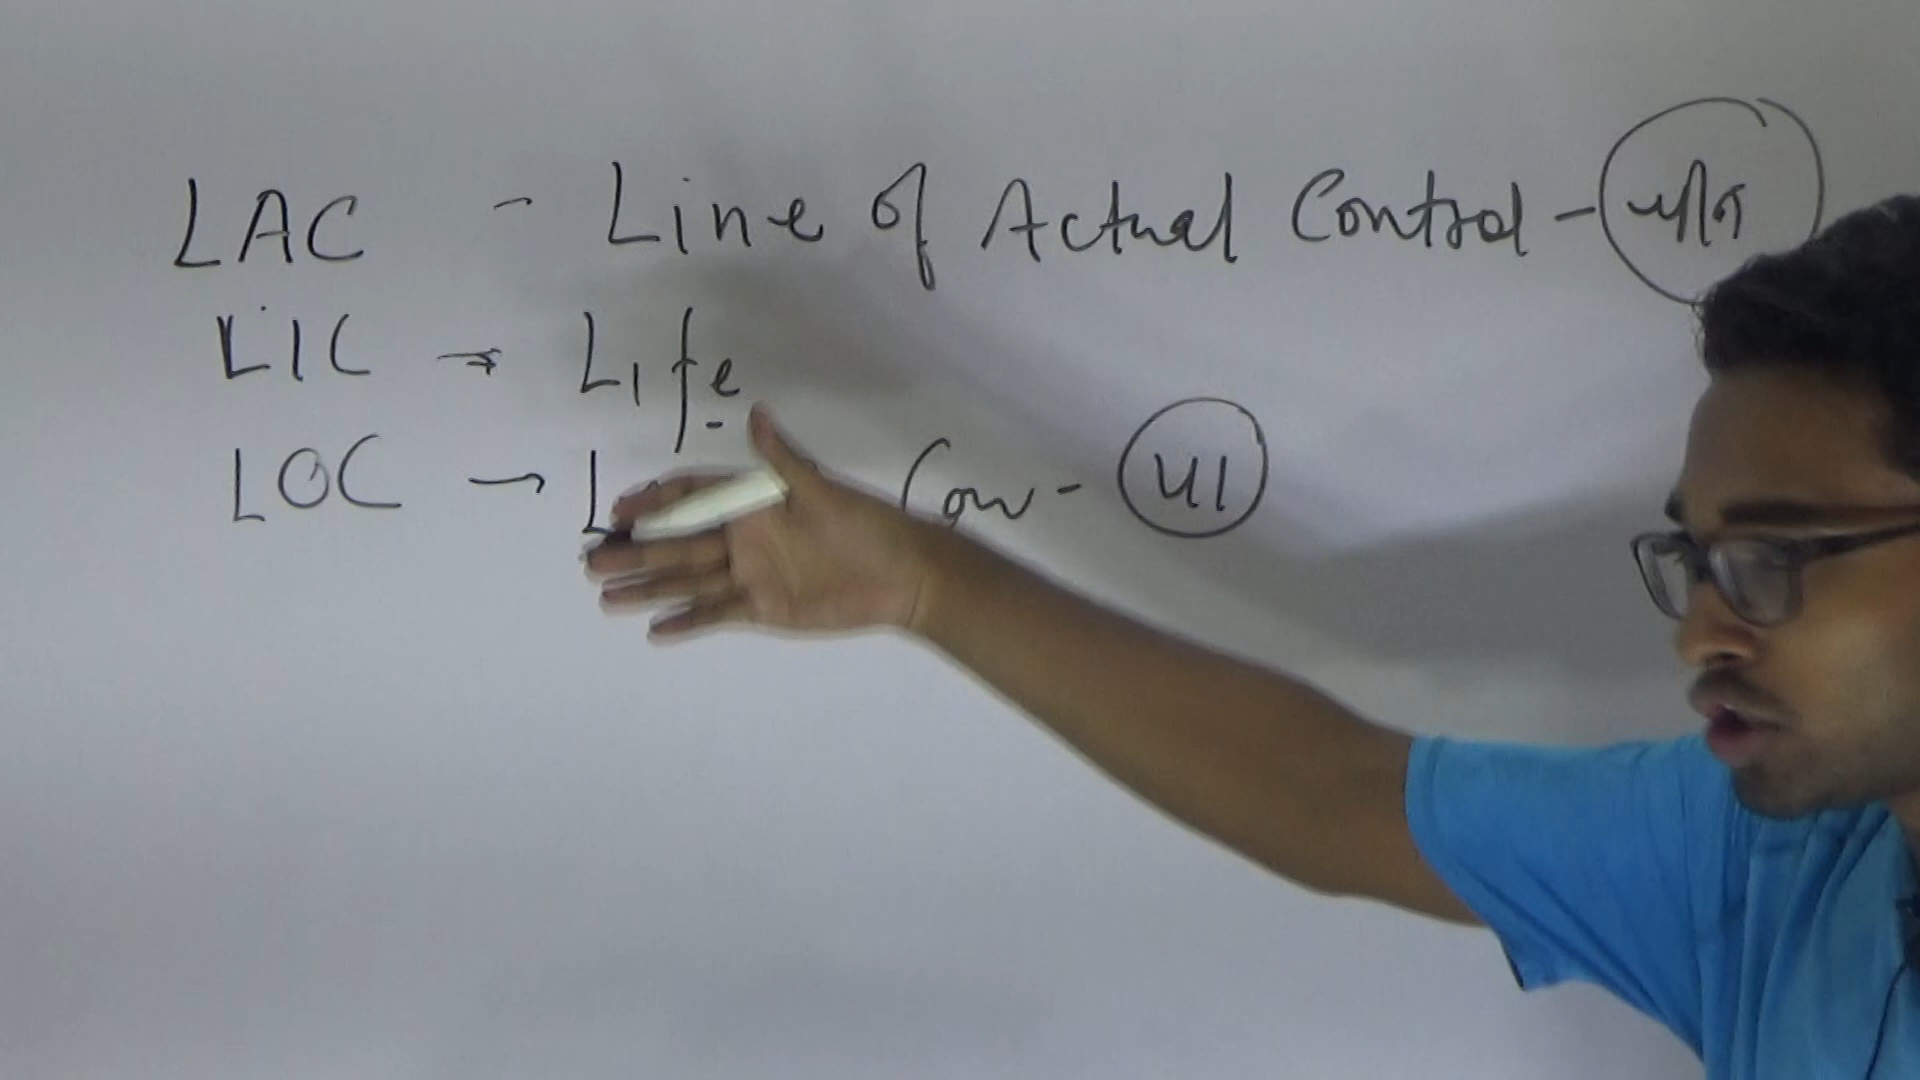 LAC - Line of Actual Control -
LIC → Life
LOC → L Con -